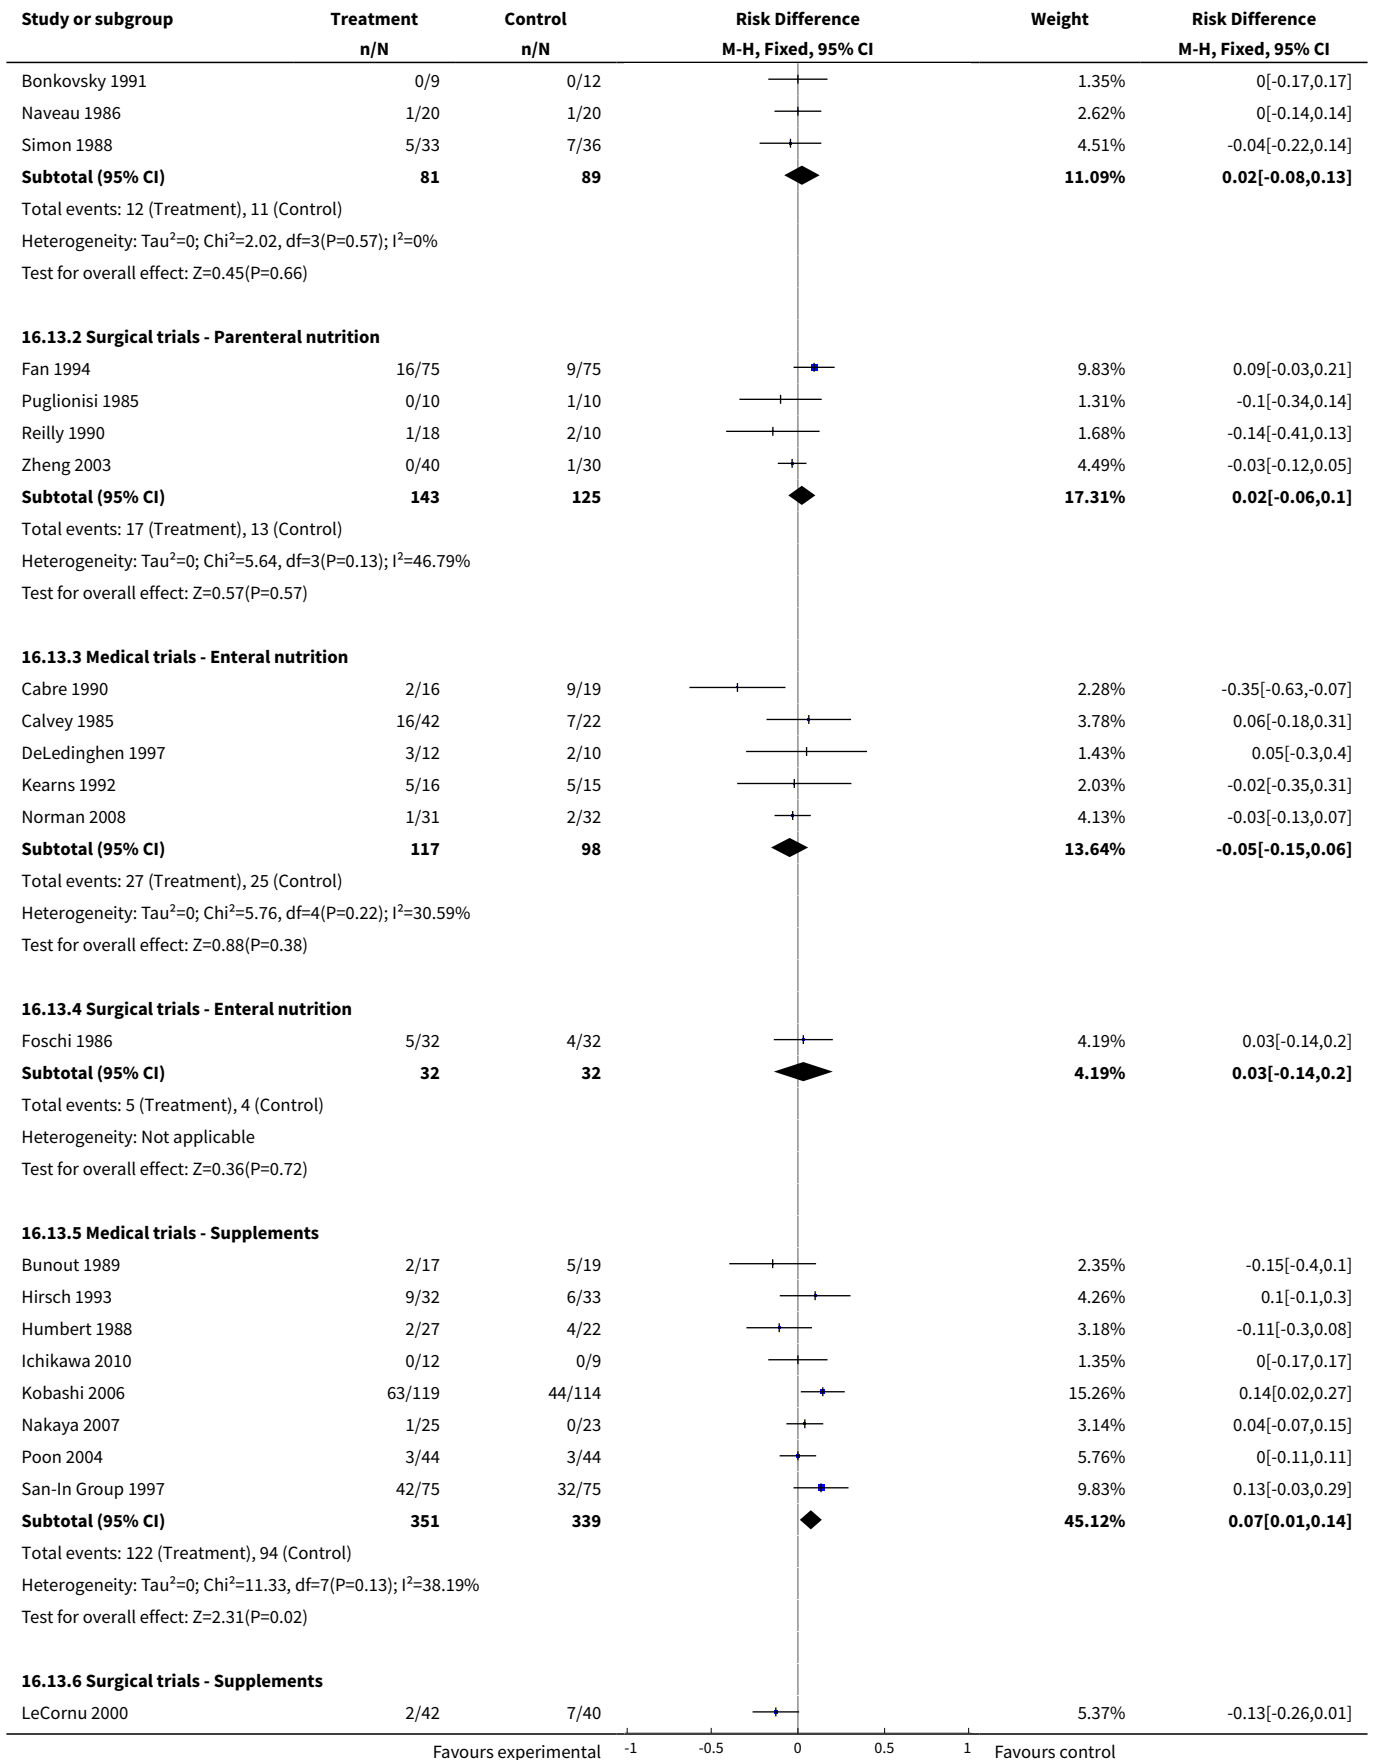 Study or subgroup Treatment Control Risk Difference Weight Risk Difference
n/N n/N M-H, Fixed, 95% CI M-H, Fixed, 95% CI
Bonkovsky 1991 0/9 0/12 1.35% 0[-0.17,0.17]
Naveau 1986 1/20 1/20 2.62% 0[-0.14,0.14]
Simon 1988 5/33 7/36 4.51% -0.04[-0.22,0.14]
Subtotal (95% CI) 81 89 11.09% 0.02[-0.08,0.13]
Total events: 12 (Treatment), 11 (Control)
Heterogeneity: Tau²=0; Chi²=2.02, df=3(P=0.57); I²=0%
Test for overall effect: Z=0.45(P=0.66)
16.13.2 Surgical trials - Parenteral nutrition
Fan 1994 16/75 9/75 9.83% 0.09[-0.03,0.21]
Puglionisi 1985 0/10 1/10 1.31% -0.1[-0.34,0.14]
Reilly 1990 1/18 2/10 1.68% -0.14[-0.41,0.13]
Zheng 2003 0/40 1/30 4.49% -0.03[-0.12,0.05]
Subtotal (95% CI) 143 125 17.31% 0.02[-0.06,0.1]
Total events: 17 (Treatment), 13 (Control)
Heterogeneity: Tau²=0; Chi²=5.64, df=3(P=0.13); I²=46.79%
Test for overall effect: Z=0.57(P=0.57)
16.13.3 Medical trials - Enteral nutrition
Cabre 1990 2/16 9/19 2.28% -0.35[-0.63,-0.07]
Calvey 1985 16/42 7/22 3.78% 0.06[-0.18,0.31]
DeLedinghen 1997 3/12 2/10 1.43% 0.05[-0.3,0.4]
Kearns 1992 5/16 5/15 2.03% -0.02[-0.35,0.31]
Norman 2008 1/31 2/32 4.13% -0.03[-0.13,0.07]
Subtotal (95% CI) 117 98 13.64% -0.05[-0.15,0.06]
Total events: 27 (Treatment), 25 (Control)
Heterogeneity: Tau²=0; Chi²=5.76, df=4(P=0.22); I²=30.59%
Test for overall effect: Z=0.88(P=0.38)
16.13.4 Surgical trials - Enteral nutrition
Foschi 1986 5/32 4/32 4.19% 0.03[-0.14,0.2]
Subtotal (95% CI) 32 32 4.19% 0.03[-0.14,0.2]
Total events: 5 (Treatment), 4 (Control)
Heterogeneity: Not applicable
Test for overall effect: Z=0.36(P=0.72)
16.13.5 Medical trials - Supplements
Bunout 1989 2/17 5/19 2.35% -0.15[-0.4,0.1]
Hirsch 1993 9/32 6/33 4.26% 0.1[-0.1,0.3]
Humbert 1988 2/27 4/22 3.18% -0.11[-0.3,0.08]
Ichikawa 2010 0/12 0/9 1.35% 0[-0.17,0.17]
Kobashi 2006 63/119 44/114 15.26% 0.14[0.02,0.27]
Nakaya 2007 1/25 0/23 3.14% 0.04[-0.07,0.15]
Poon 2004 3/44 3/44 5.76% 0[-0.11,0.11]
San-In Group 1997 42/75 32/75 9.83% 0.13[-0.03,0.29]
Subtotal (95% CI) 351 339 45.12% 0.07[0.01,0.14]
Total events: 122 (Treatment), 94 (Control)
Heterogeneity: Tau²=0; Chi²=11.33, df=7(P=0.13); I²=38.19%
Test for overall effect: Z=2.31(P=0.02)
16.13.6 Surgical trials - Supplements
LeCornu 2000 2/42 7/40 5.37% -0.13[-0.26,0.01]
Favours experimental -1 -0.5 0 0.5 1 Favours control